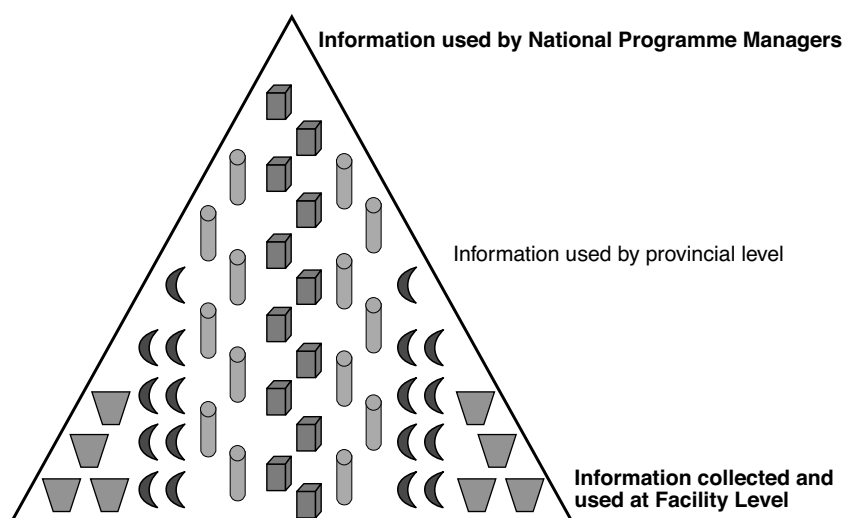 Information used by National Programme Managers
Information used by provincial level
Information collected and
used at Facility Level